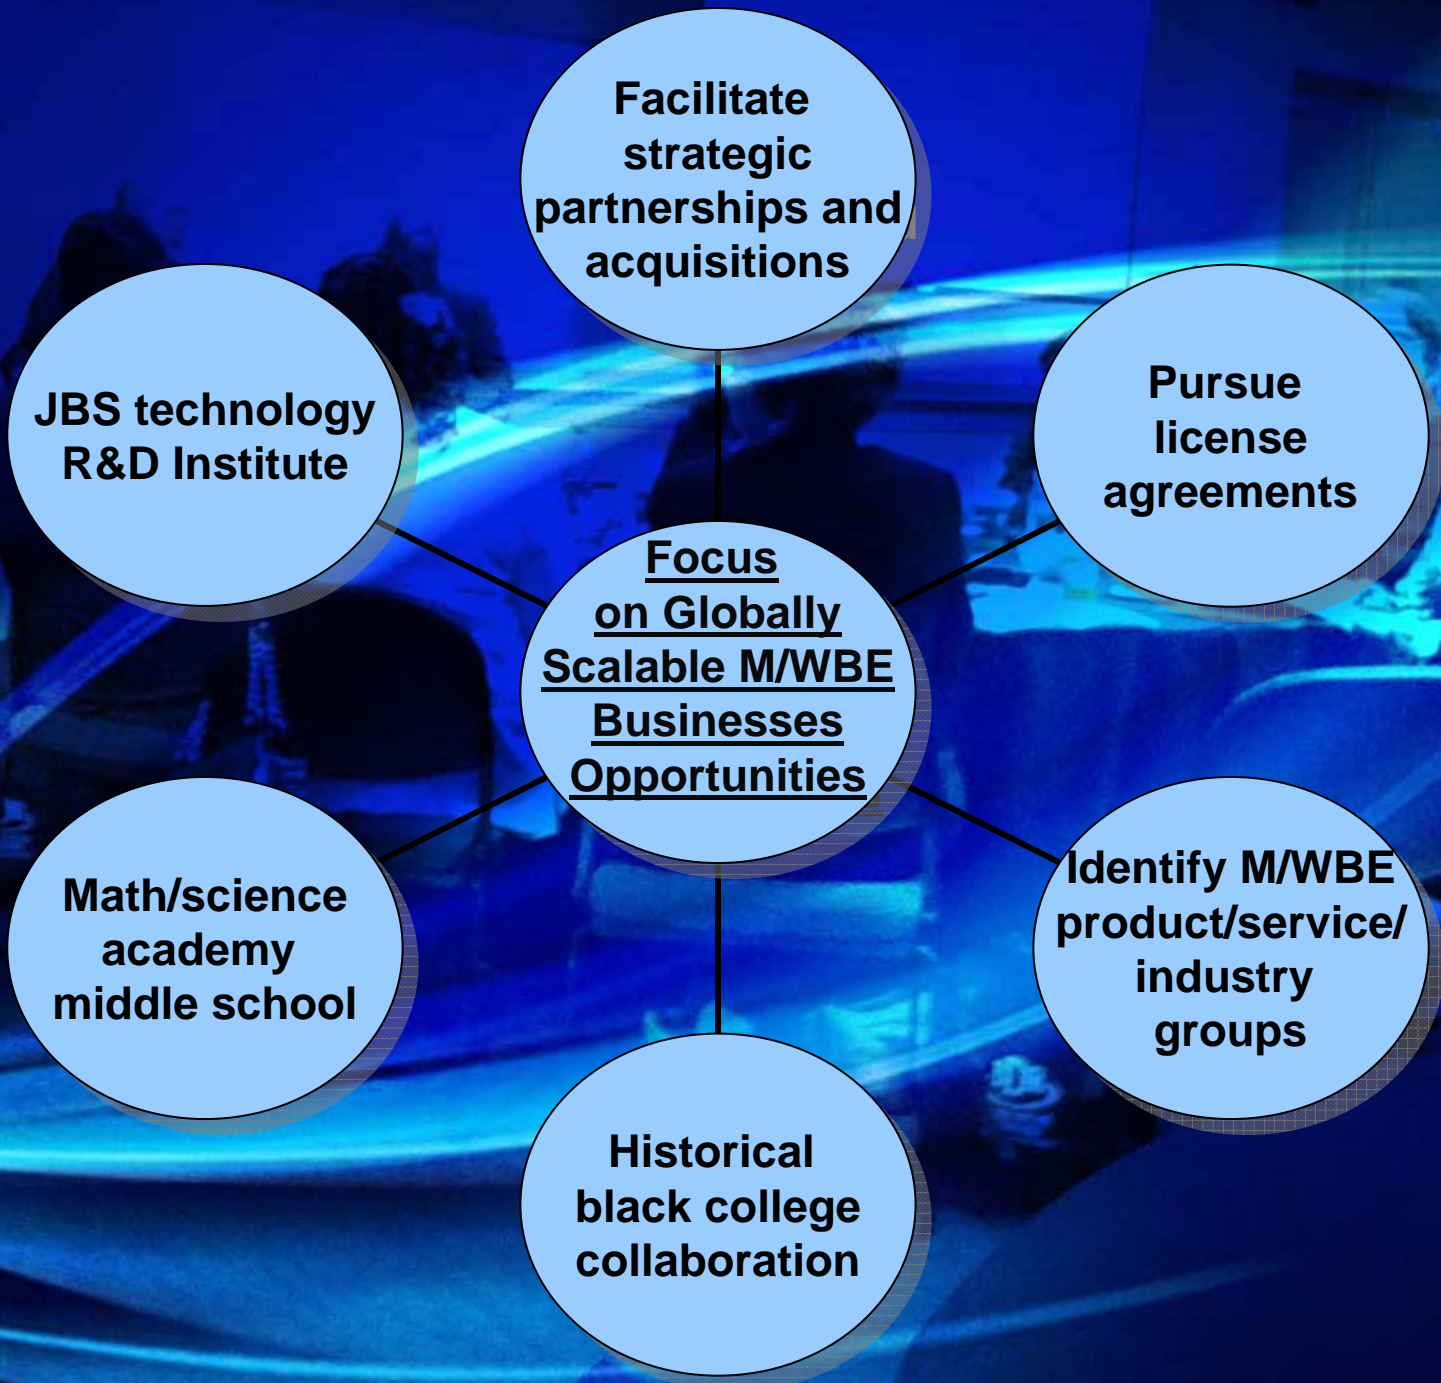 Facilitate
strategic
partnerships and
acquisitions
JBS technology
R&D Institute
Pursue
license
agreements
Focus
on Globally
Scalable M/WBE
Businesses
Opportunities
Math/science
academy
middle school
Identify M/WBE
product/service/
industry
groups
Historical
black college
collaboration